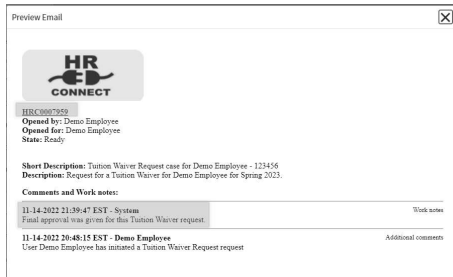 Preview Email
HR
CONNECT
HRC0007959
Opened by: Demo Employee
Opened for: Demo Employee
State: Ready
Short Description: Tuition Waiver Request case for Demo Employee - 123456
Description: Request for a Tuition Waiver for Demo Employee for Spring 2023.
Comments and Work notes:
11-14-2022 21:39:47 EST - System Work notes
Final approval was given for this Tuition Waiver request.
11-14-2022 20:48:15 EST - Demo Employee Additional comments
User Demo Employee has initiated a Tuition Waiver Request request